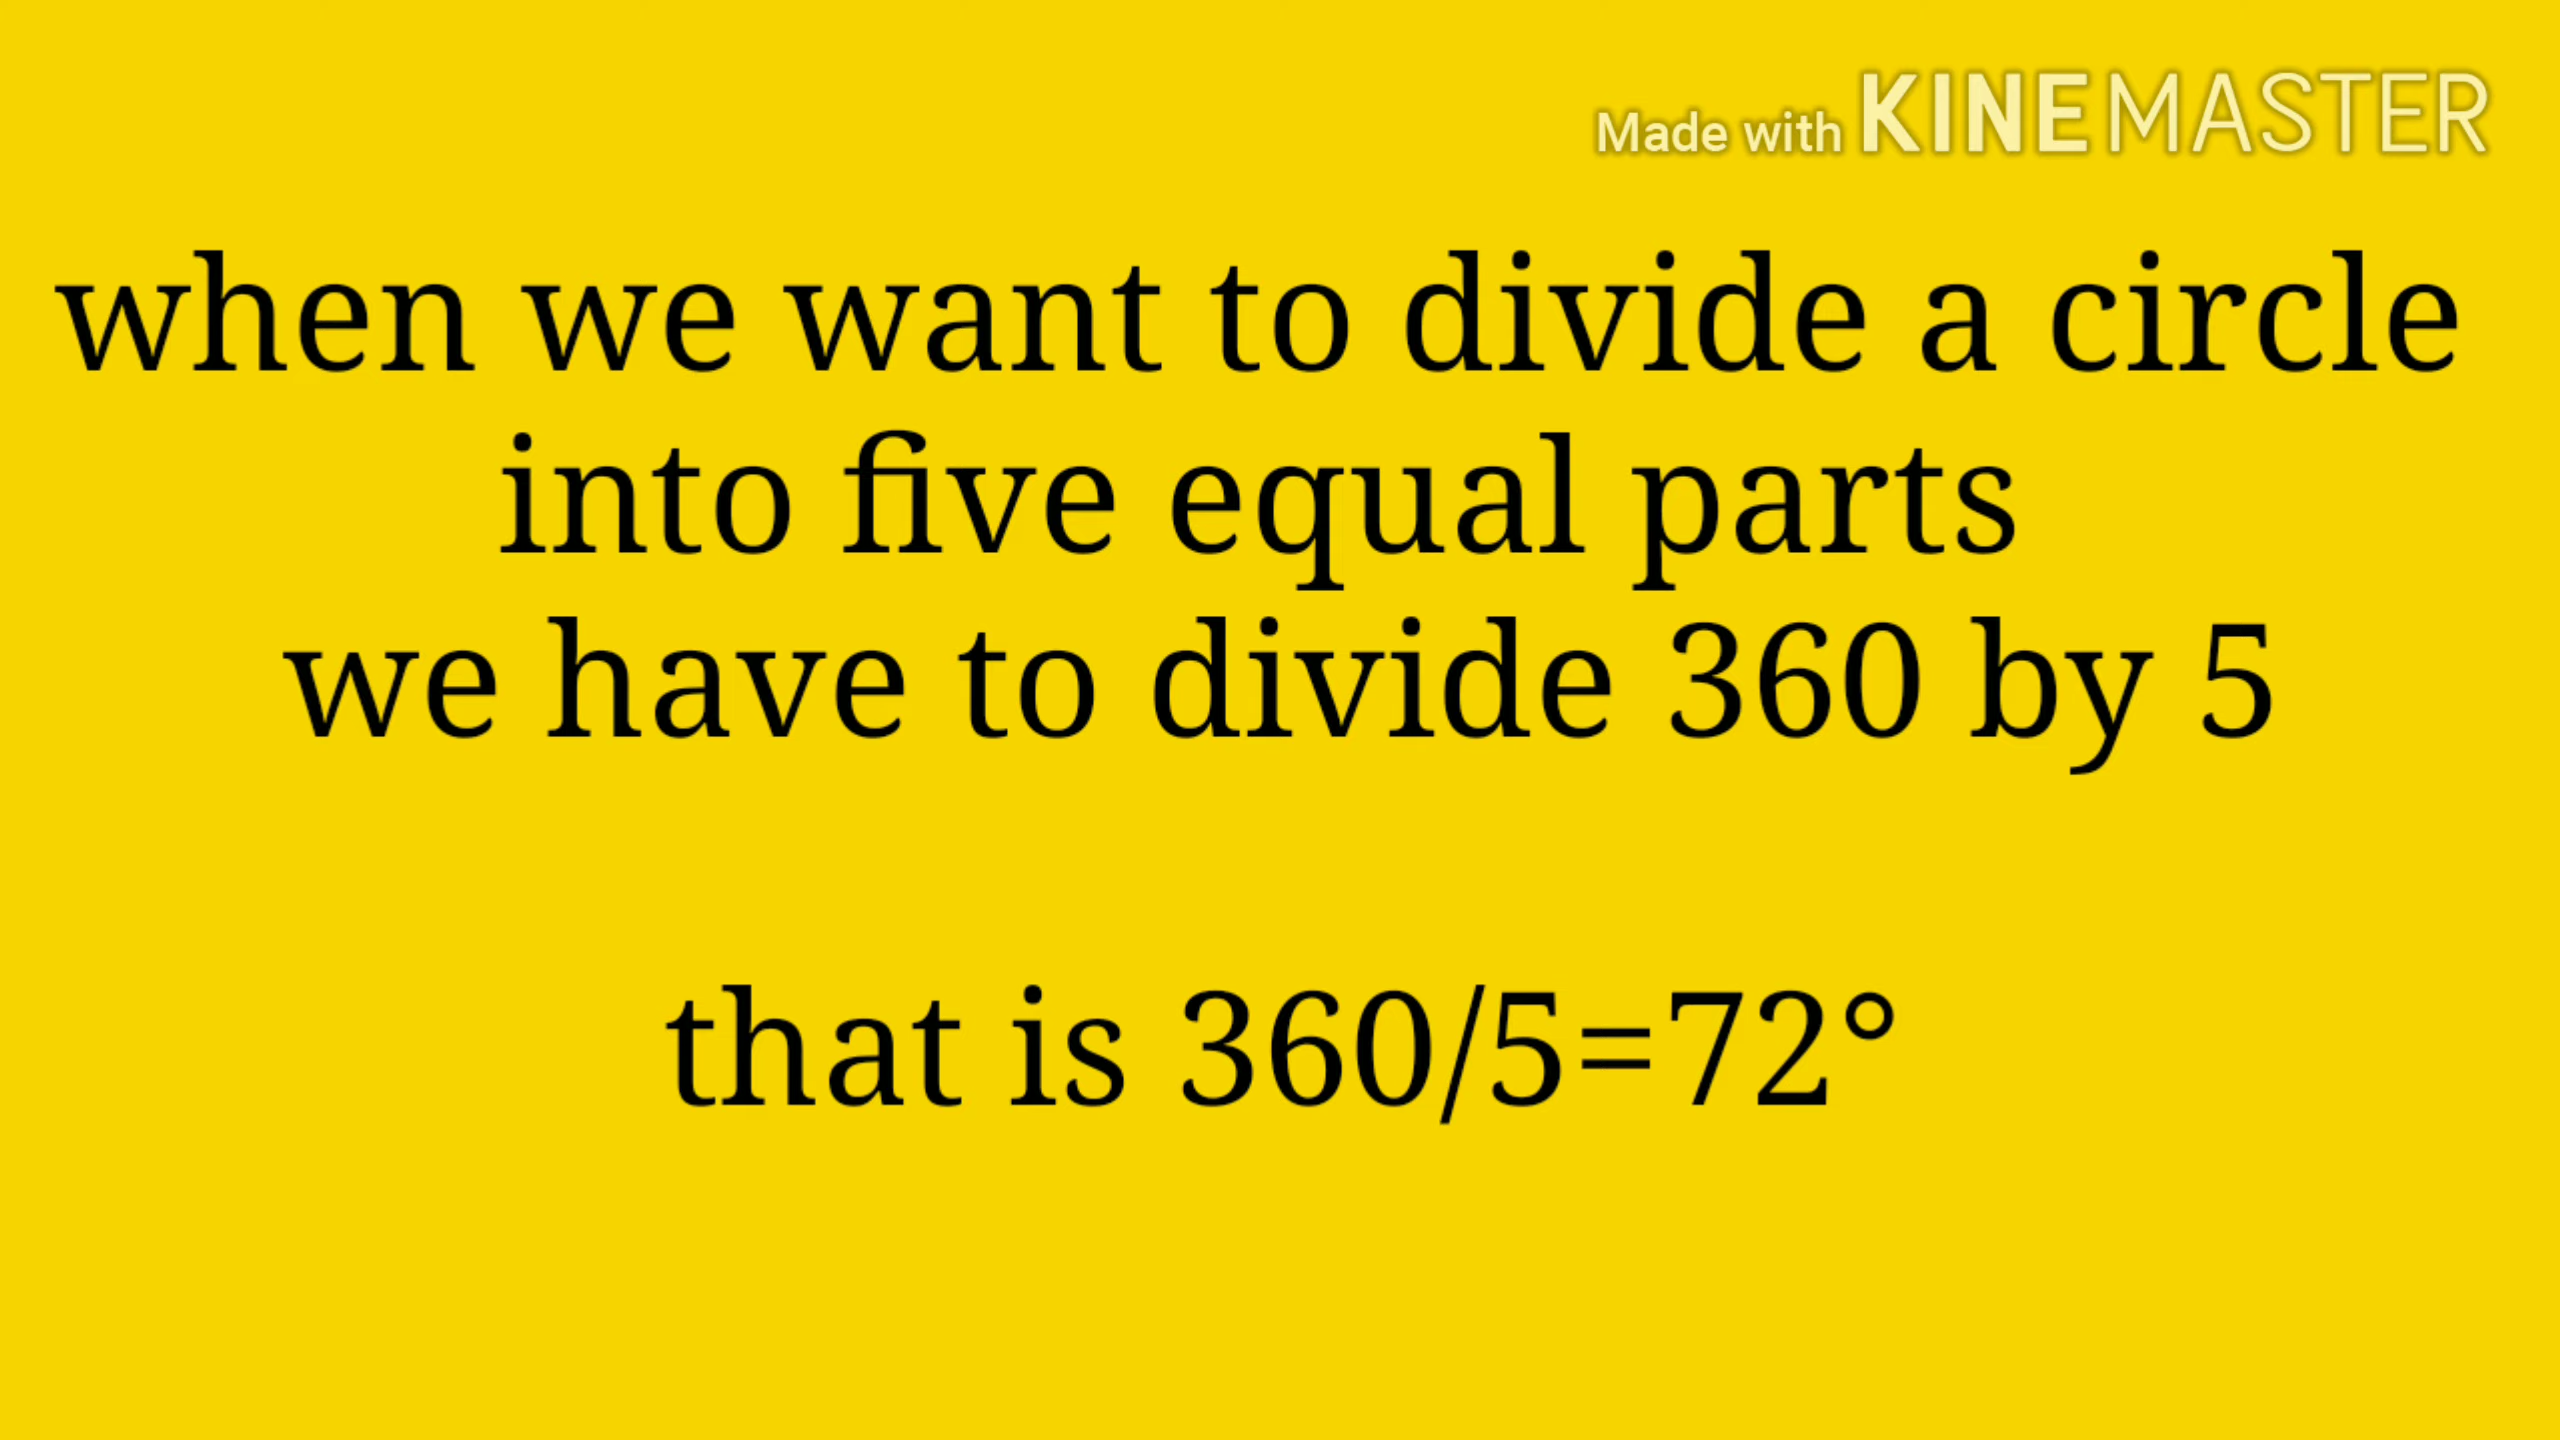 Made with KINEMASTER
when we want to divide a circle
into five equal parts
we have to divide 360 by 5
that is 360/5=72°